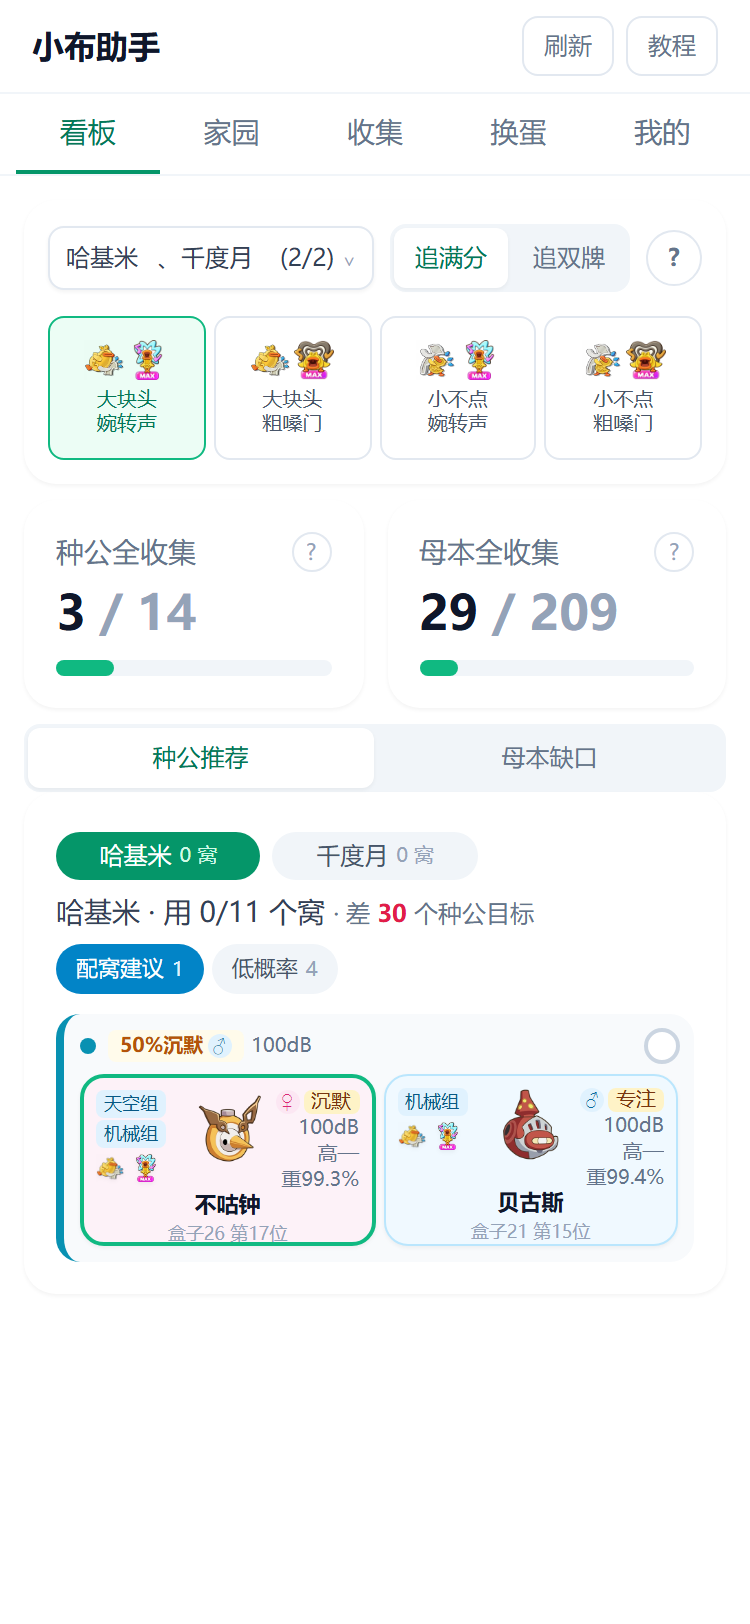 小布助手
刷新 教程
看板 家园 收集 换蛋 我的
哈基米 、千度月 (2/2)
追满分 追双牌 ?
MAX MAX MAX MAX
大块头 大块头 小不点 小不点
婉转声 粗嗓门 婉转声 粗嗓门
种公全收集 ?
3 / 14
母本全收集 ?
29 / 209
种公推荐 母本缺口
哈基米 0 窝 千度月 0 窝
哈基米 · 用 0/11 个窝 · 差 30 个种公目标
配窝建议 1 低概率 4
50%沉默 ♂ 100dB
天空组
机械组
MAX
♀ 沉默
100dB
高—
重99.3%
不咕钟
盒子26 第17位
机械组
MAX
♂ 专注
100dB
高—
重99.4%
贝古斯
盒子21 第15位